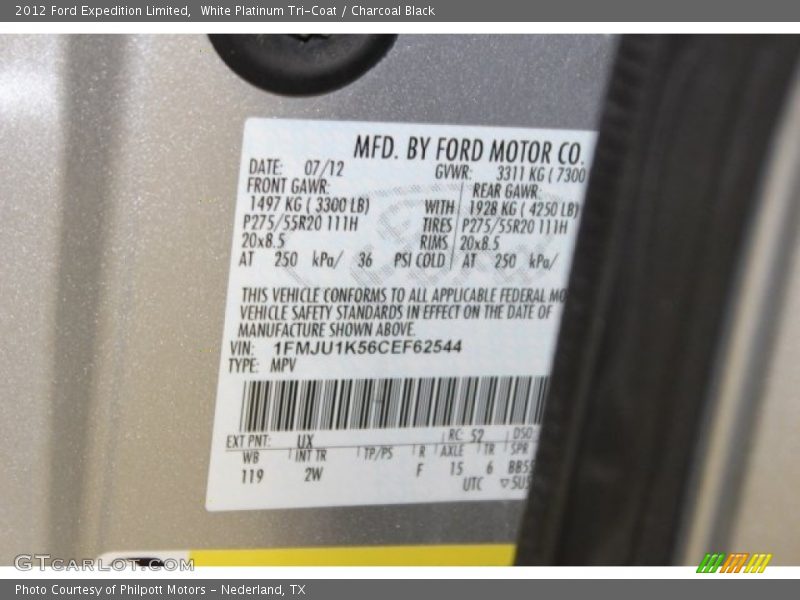 2012 Ford Expedition Limited,  White Platinum Tri-Coat / Charcoal Black
MFD. BY FORD MOTOR CO.
DATE: 07/12 GVWR: 3311 KG ( 7300
FRONT GAWR: REAR GAWR:
1497 KG ( 3300 LB) WITH 1928 KG ( 4250 LB)
P275/55R20 111H TIRES P275/55R20 111H
20x8.5 RIMS 20x8.5
AT 250 kPa/ 36 PSI COLD AT 250 kPa/
THIS VEHICLE CONFORMS TO ALL APPLICABLE FEDERAL MO
VEHICLE SAFETY STANDARDS IN EFFECT ON THE DATE OF
MANUFACTURE SHOWN ABOVE.
VIN: 1FMJU1K56CEF62544
TYPE: MPV
EXT PNT: UX RC: 52 DSO
WB INT TR TP/PS R AXLE TR SPR
119 2W F 15 6 BB5
UTC ▽SUS
GTCARLOT.COM
Photo Courtesy of Philpott Motors - Nederland, TX